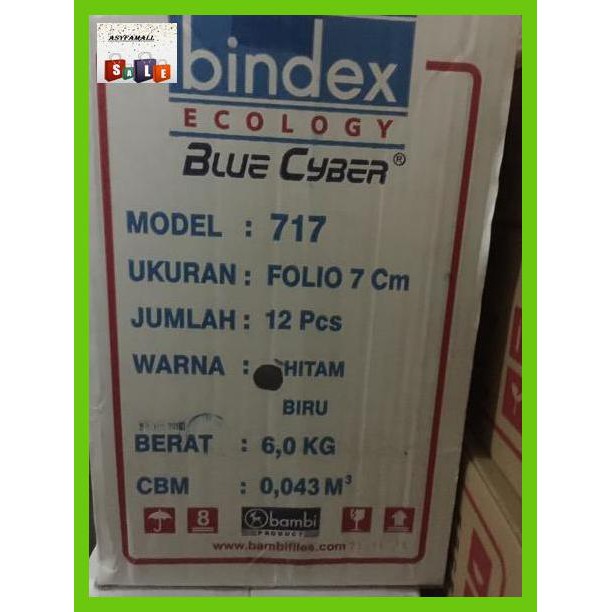 ASYFAMALL
SALE
bindex
ECOLOGY
BLUE CYBER®
MODEL : 717
UKURAN : FOLIO 7 Cm
JUMLAH : 12 Pcs
WARNA : HITAM
BIRU
BERAT : 6,0 KG
CBM : 0,043 M³
8
bambi
PRODUCT
www.bambifiles.com